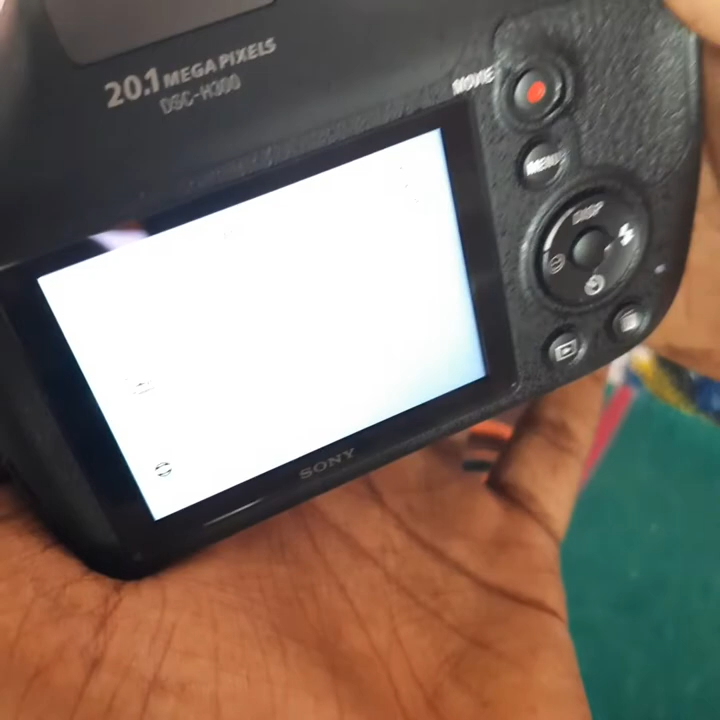 20.1 MEGA PIXELS
DSC-H300
MOVIE
MENU
DISP
SONY